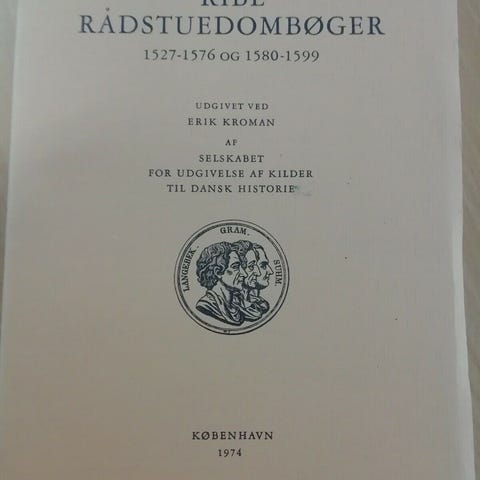 RIBE
RÅDSTUEDOMBØGER
1527-1576 OG 1580-1599
UDGIVET VED
ERIK KROMAN
AF
SELSKABET
FOR UDGIVELSE AF KILDER
TIL DANSK HISTORIE
LANGEBEK. GRAM. SUHM.
KØBENHAVN
1974